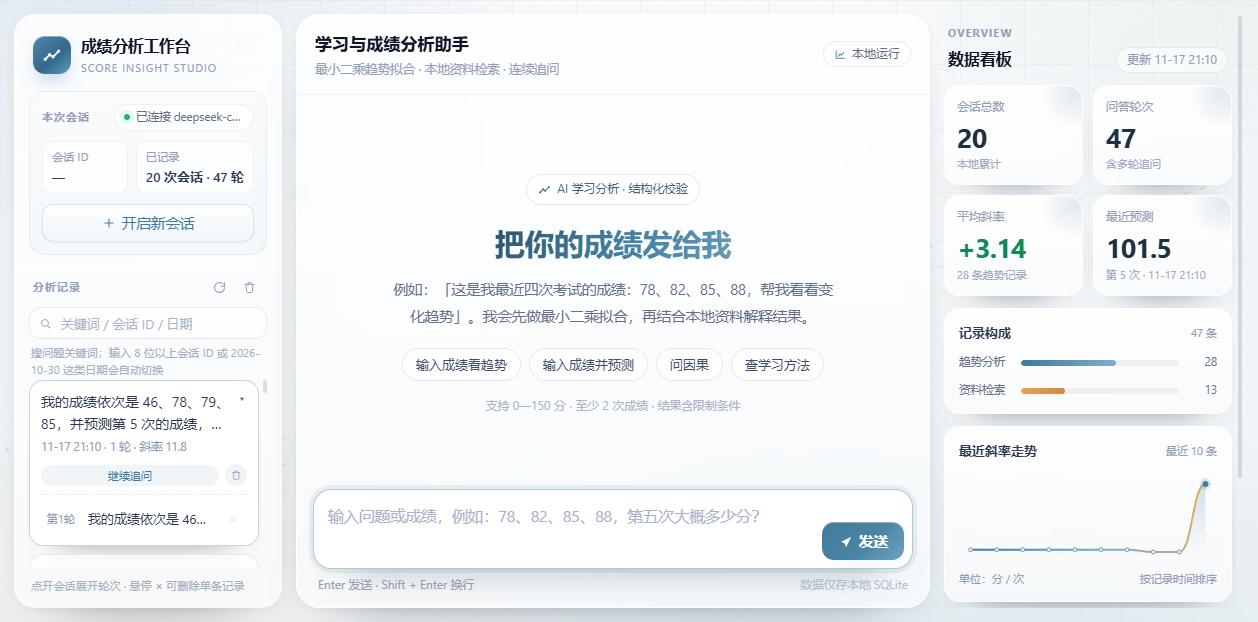 成绩分析工作台
SCORE INSIGHT STUDIO
本次会话
已连接 deepseek-c...
会话 ID
—
已记录
20 次会话 · 47 轮
+ 开启新会话
分析记录
关键词 / 会话 ID / 日期
搜问题关键词；输入 8 位以上会话 ID 或 2026-
10-30 这类日期会自动切换
我的成绩依次是 46、78、79、
85，并预测第 5 次的成绩，...
11-17 21:10 · 1 轮 · 斜率 11.8
继续追问
第1轮 我的成绩依次是 46... ×
点开会话展开轮次 · 悬停 × 可删除单条记录
学习与成绩分析助手
最小二乘趋势拟合 · 本地资料检索 · 连续追问
本地运行
AI 学习分析 · 结构化校验
把你的成绩发给我
例如：「这是我最近四次考试的成绩：78、82、85、88，帮我看看变
化趋势」。我会先做最小二乘拟合，再结合本地资料解释结果。
输入成绩看趋势
输入成绩并预测
问因果
查学习方法
支持 0—150 分 · 至少 2 次成绩 · 结果含限制条件
输入问题或成绩，例如：78、82、85、88，第五次大概多少分？
发送
Enter 发送 · Shift + Enter 换行
数据仅存本地 SQLite
OVERVIEW
数据看板
更新 11-17 21:10
会话总数
20
本地累计
问答轮次
47
含多轮追问
平均斜率
+3.14
28 条趋势记录
最近预测
101.5
第 5 次 · 11-17 21:10
记录构成
47 条
趋势分析
28
资料检索
13
最近斜率走势
最近 10 条
单位：分 / 次
按记录时间排序